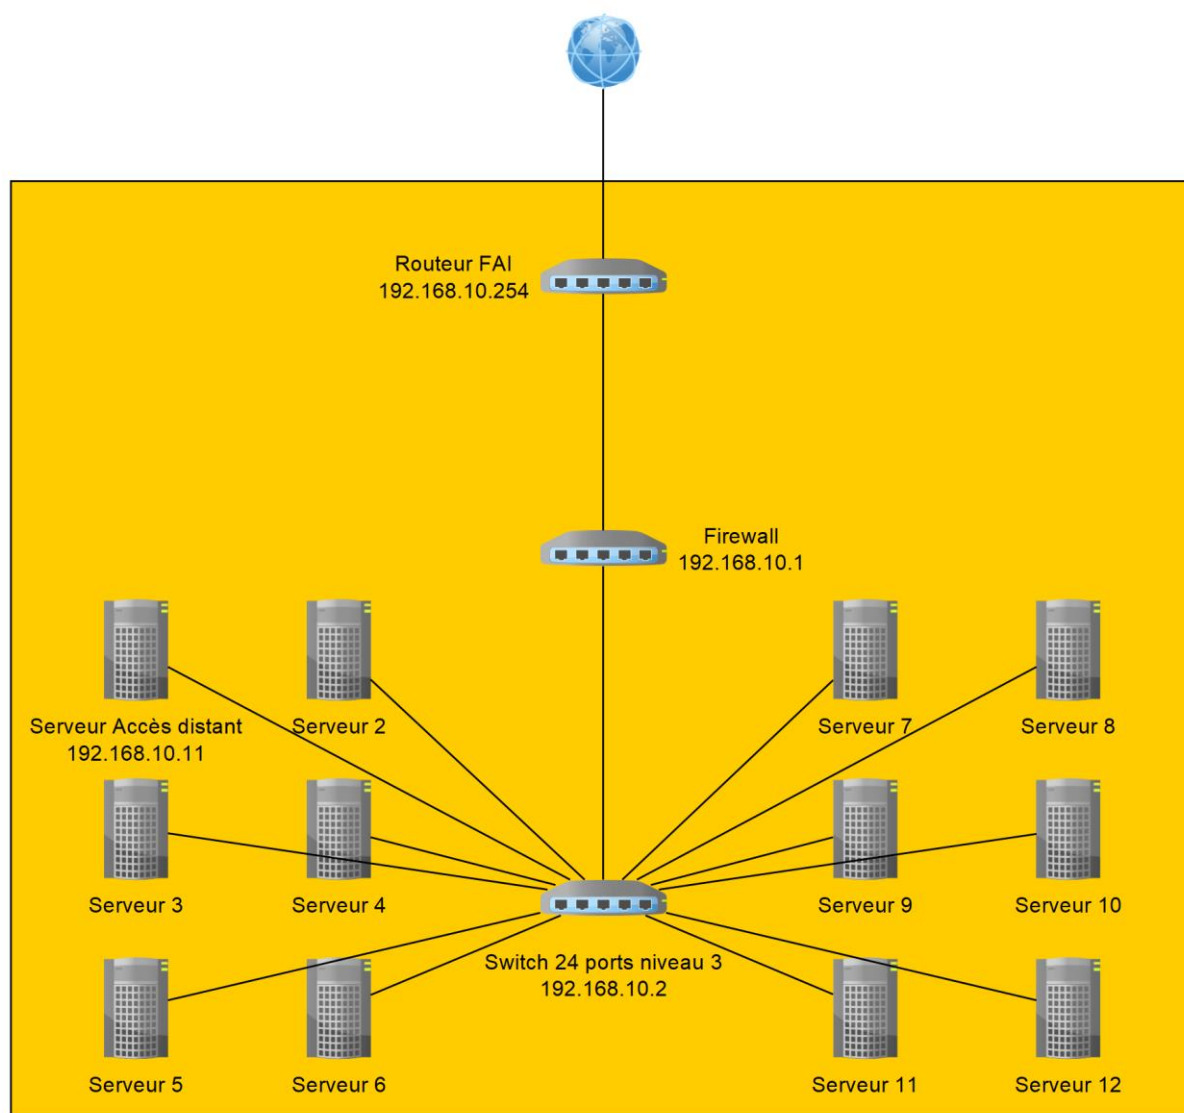 Routeur FAI
192.168.10.254
Firewall
192.168.10.1
Serveur Accès distant
192.168.10.11
Serveur 2
Serveur 7
Serveur 8
Serveur 3
Serveur 4
Serveur 9
Serveur 10
Switch 24 ports niveau 3
192.168.10.2
Serveur 5
Serveur 6
Serveur 11
Serveur 12